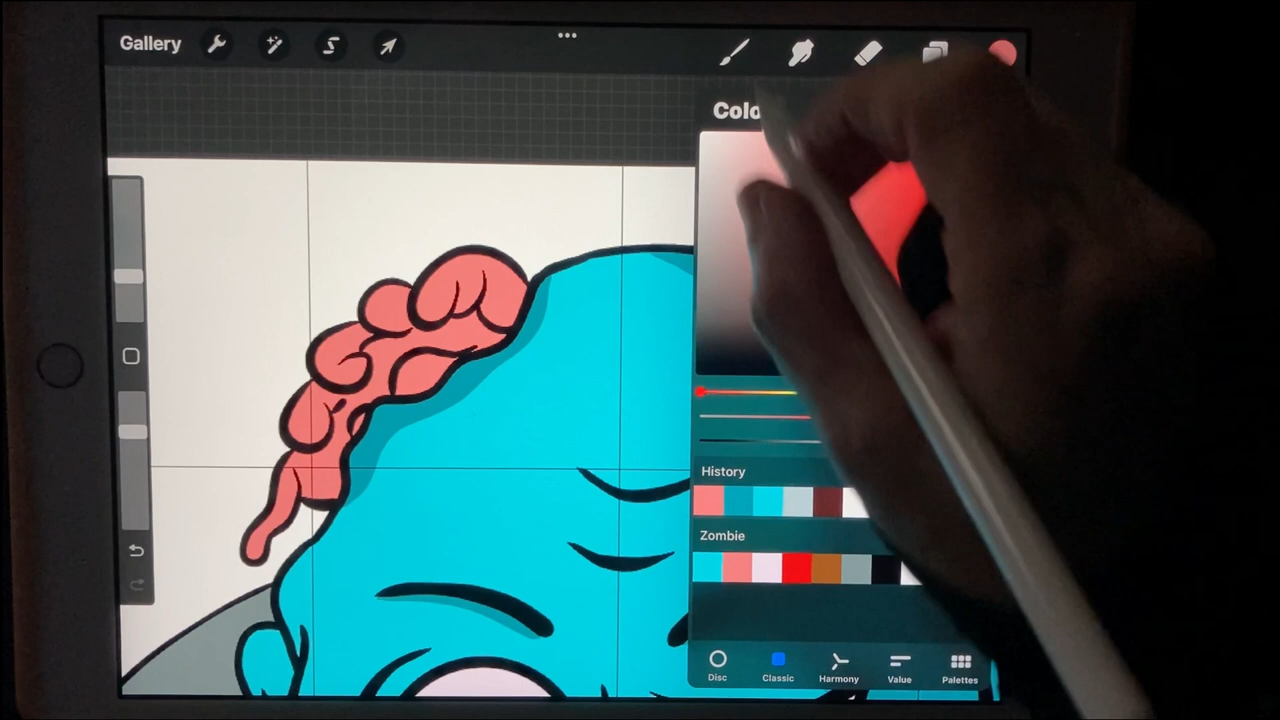 Gallery
Colo
History
Zombie
Disc
Classic
Harmony
Value
Palettes